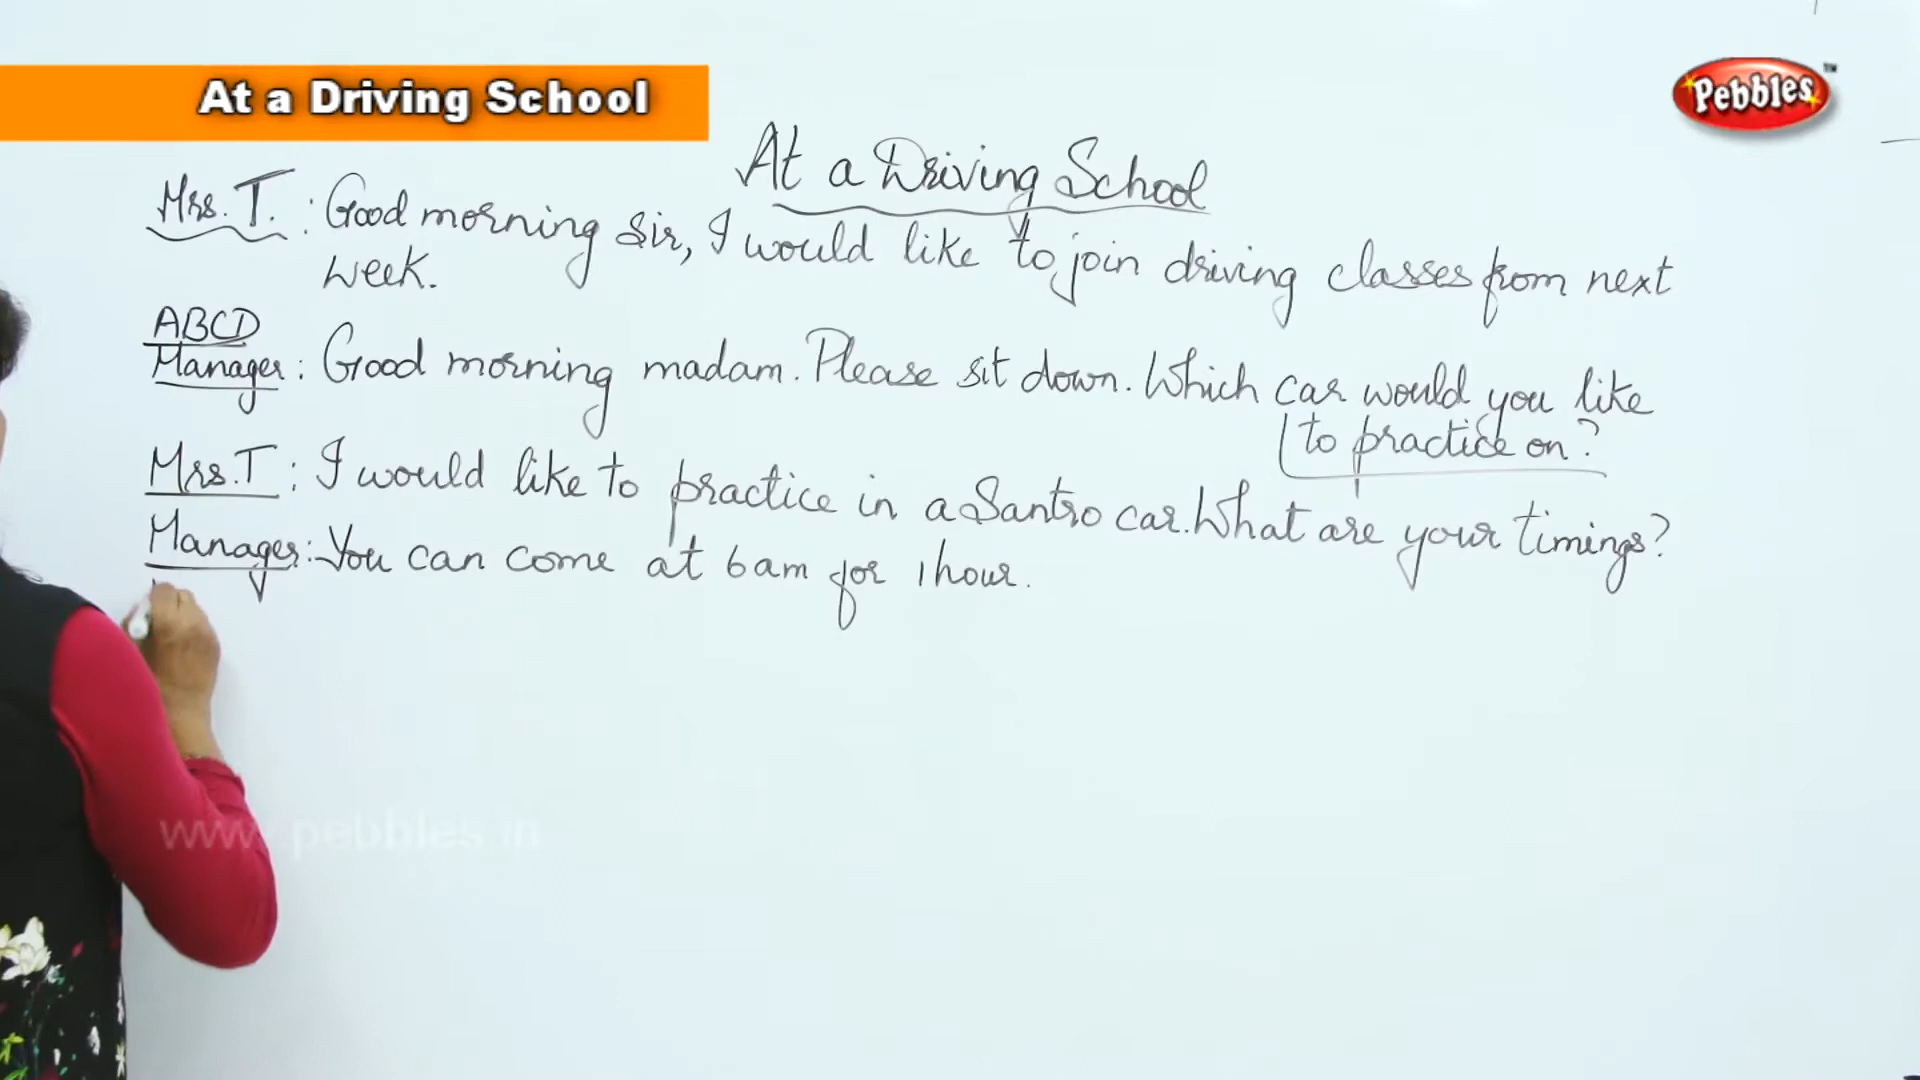 At a Driving School
Pebbles™
At a Driving School
Mrs. T. : Good morning Sir, I would like to join driving classes from next
week.
ABCD
Manager : Good morning madam. Please sit down. Which car would you like
to practice on?
Mrs. T : I would like to practice in a Santro car. What are your timings?
Manager :- You can come at 6 am for 1 hour.
www.pebbles.in